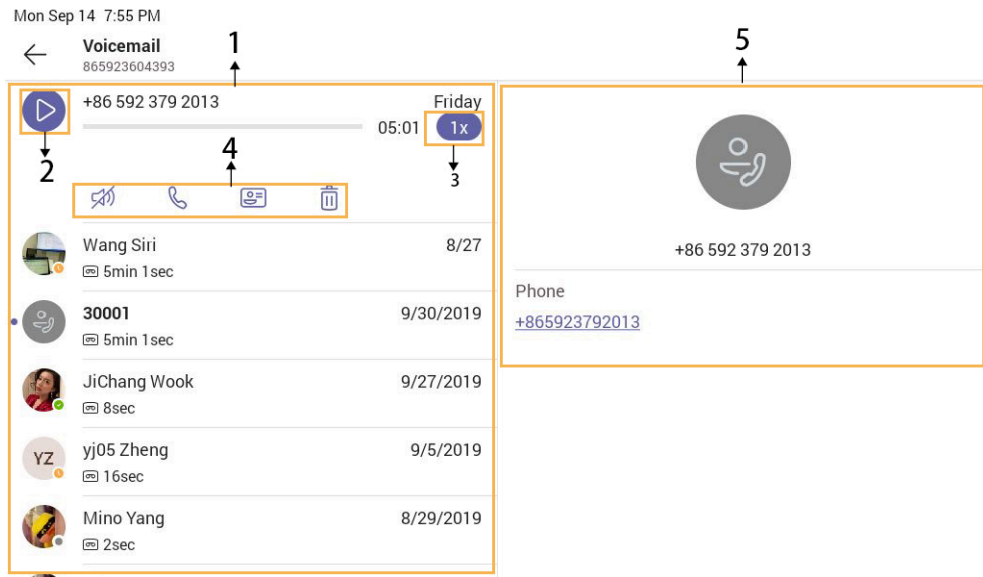 Mon Sep 14 7:55 PM
Voicemail
865923604393
1
5
+86 592 379 2013
Friday
05:01
1x
2
4
3
Wang Siri
8/27
5min 1sec
+86 592 379 2013
30001
9/30/2019
5min 1sec
Phone
+865923792013
JiChang Wook
9/27/2019
8sec
YZ
yj05 Zheng
9/5/2019
16sec
Mino Yang
8/29/2019
2sec